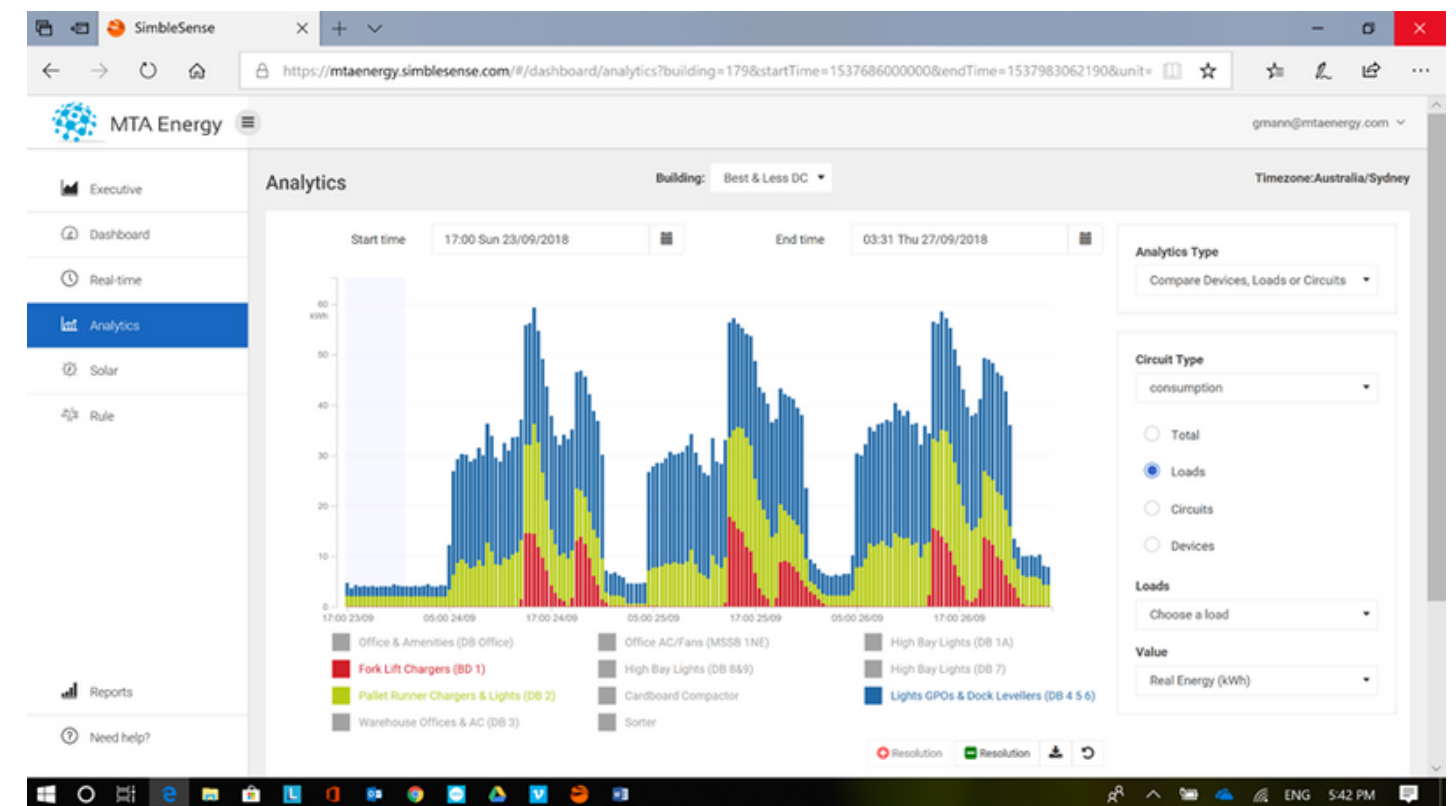 SimbleSense
https://mtaenergy.simblesense.com/#/dashboard/analytics?building=179&startTime=1537686000000&endTime=1537983062190&unit=
MTA Energy
gmann@mtaenergy.com
Executive
Dashboard
Real-time
Analytics
Solar
Rule
Reports
Need help?
Analytics
Building: Best & Less DC
Timezone:Australia/Sydney
Start time 17:00 Sun 23/09/2018
End time 03:31 Thu 27/09/2018
60
kWh
50
40
30
20
10
0
17:00 23/09 05:00 24/09 17:00 24/09 05:00 25/09 17:00 25/09 05:00 26/09 17:00 26/09
Office & Amenities (DB Office) Office AC/Fans (MSSB 1NE) High Bay Lights (DB 1A)
Fork Lift Chargers (BD 1) High Bay Lights (DB 8&9) High Bay Lights (DB 7)
Pallet Runner Chargers & Lights (DB 2) Cardboard Compactor Lights GPOs & Dock Levellers (DB 4 5 6)
Warehouse Offices & AC (DB 3) Sorter
Resolution Resolution
Analytics Type
Compare Devices, Loads or Circuits
Circuit Type
consumption
Total
Loads
Circuits
Devices
Loads
Choose a load
Value
Real Energy (kWh)
ENG 5:42 PM